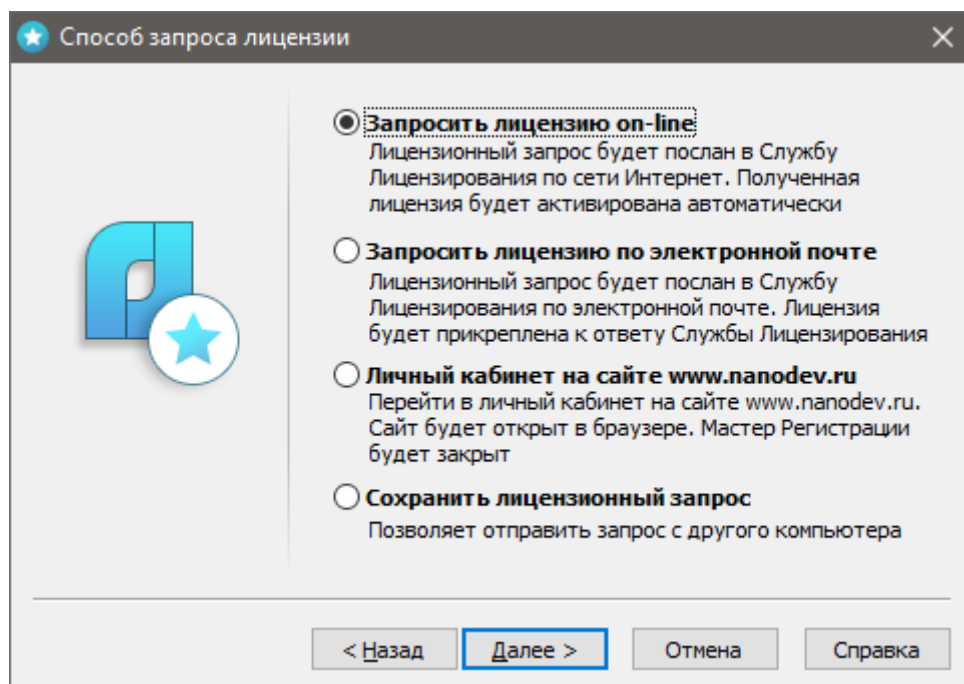 Способ запроса лицензии
Запросить лицензию on-line
Лицензионный запрос будет послан в Службу
Лицензирования по сети Интернет. Полученная
лицензия будет активирована автоматически
Запросить лицензию по электронной почте
Лицензионный запрос будет послан в Службу
Лицензирования по электронной почте. Лицензия
будет прикреплена к ответу Службы Лицензирования
Личный кабинет на сайте www.nanodev.ru
Перейти в личный кабинет на сайте www.nanodev.ru.
Сайт будет открыт в браузере. Мастер Регистрации
будет закрыт
Сохранить лицензионный запрос
Позволяет отправить запрос с другого компьютера
< Назад Далее > Отмена Справка